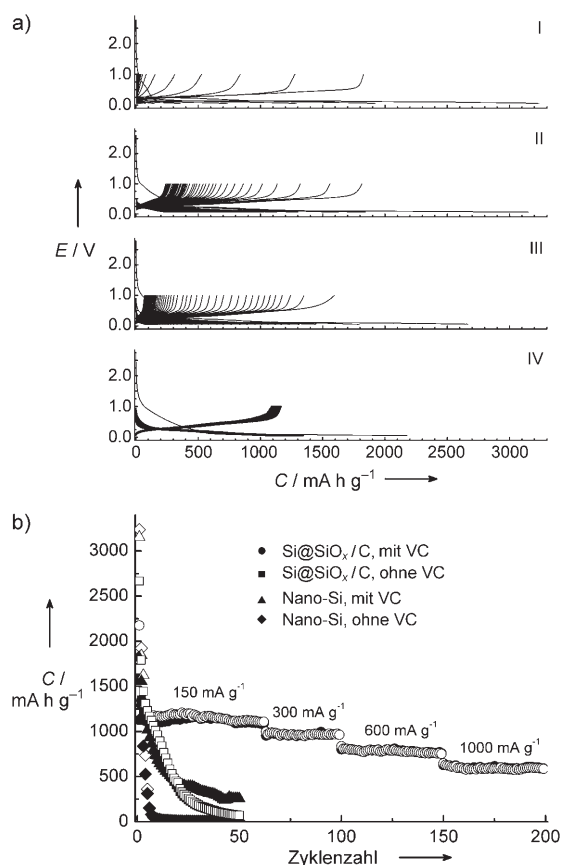 a)
I
2.0
1.0
0.0
II
2.0
1.0
0.0
E / V
III
2.0
1.0
0.0
IV
2.0
1.0
0.0
0 500 1000 1500 2000 2500 3000
C / mA h g⁻¹
b)
3000
2500
2000
1500
1000
500
0
C /
mA h g⁻¹
Si@SiOₓ/C, mit VC
Si@SiOₓ/C, ohne VC
Nano-Si, mit VC
Nano-Si, ohne VC
150 mA g⁻¹
300 mA g⁻¹
600 mA g⁻¹
1000 mA g⁻¹
0 50 100 150 200
Zyklenzahl